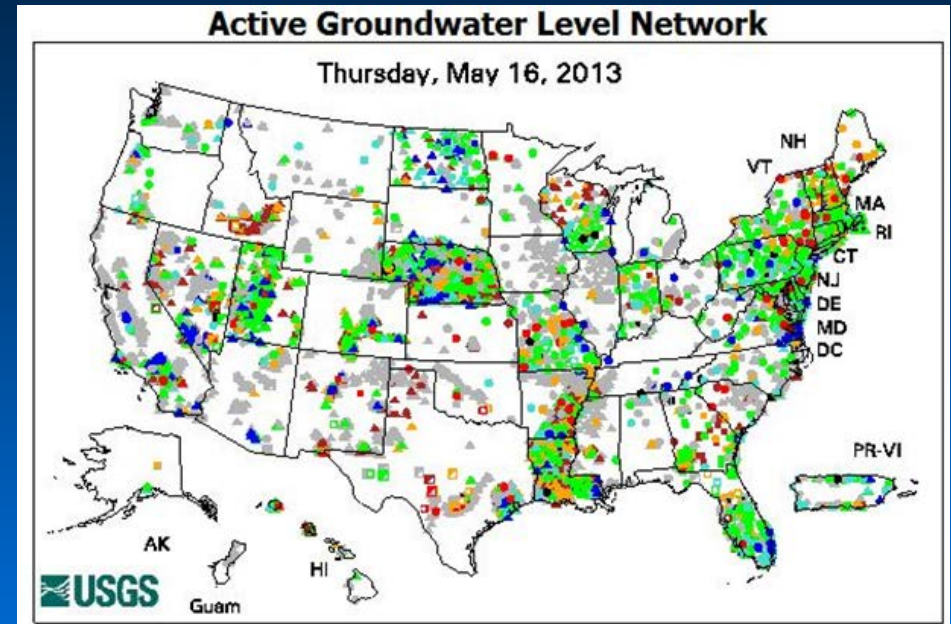 Active Groundwater Level Network
Thursday, May 16, 2013
NH
VT
MA
RI
CT
NJ
DE
MD
DC
PR-VI
AK
HI
Guam
USGS